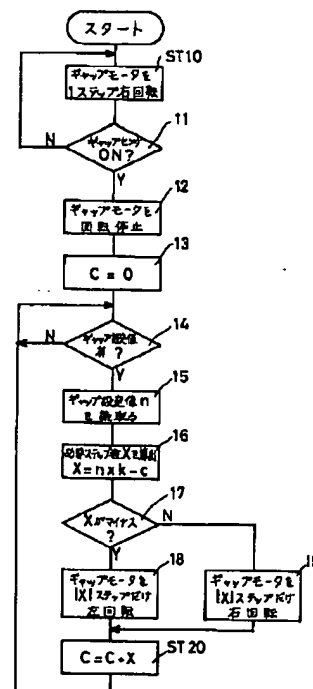 スタート
ST10
ギャップモータを
1ステップ右回転
11
ギャップセンサ
ON?
N
Y
12
ギャップモータを
回転停止
13
C = 0
14
ギャップ設定値
?
N
Y
15
ギャップ設定値n
を読取る
16
必要ステップ数Xを算出
X=n×k-c
17
Xがマイナス
?
N
Y
18
ギャップモータを
|X|ステップだけ
左回転
ギャップモータを
|X|ステップだけ
右回転
ST20
C=C+X